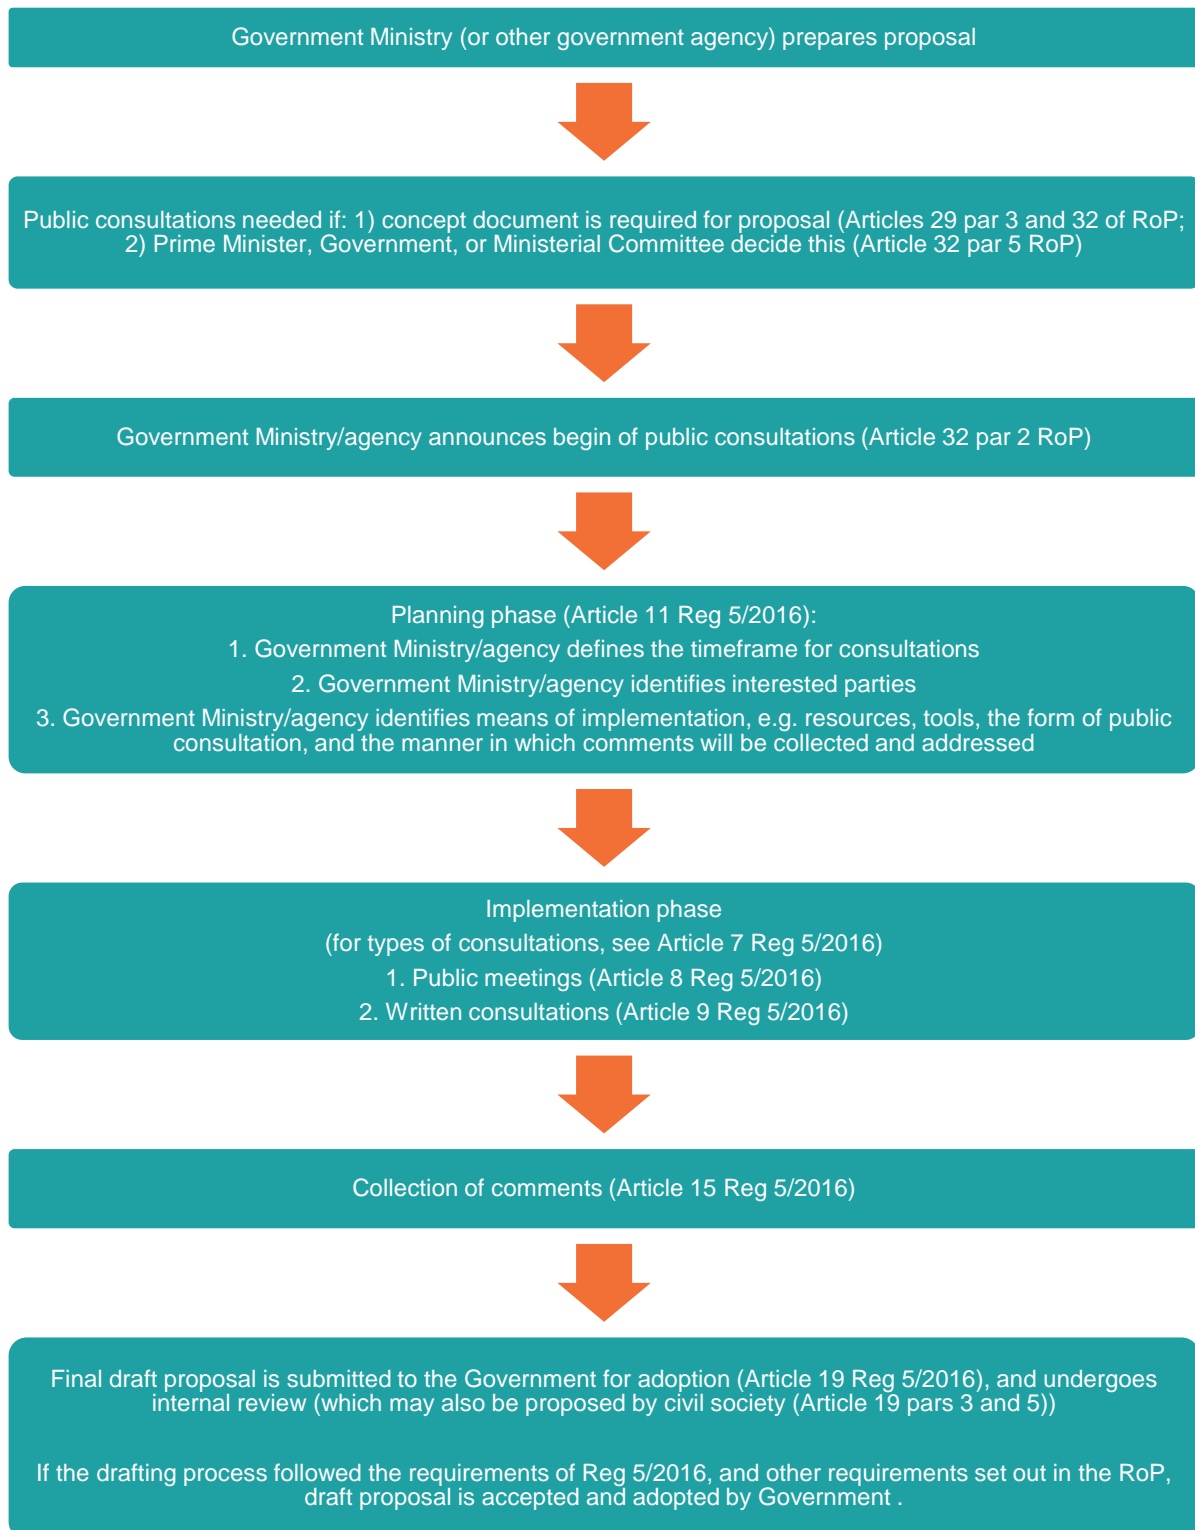 Government Ministry (or other government agency) prepares proposal
Public consultations needed if: 1) concept document is required for proposal (Articles 29 par 3 and 32 of RoP;
2) Prime Minister, Government, or Ministerial Committee decide this (Article 32 par 5 RoP)
Government Ministry/agency announces begin of public consultations (Article 32 par 2 RoP)
Planning phase (Article 11 Reg 5/2016):
1. Government Ministry/agency defines the timeframe for consultations
2. Government Ministry/agency identifies interested parties
3. Government Ministry/agency identifies means of implementation, e.g. resources, tools, the form of public
consultation, and the manner in which comments will be collected and addressed
Implementation phase
(for types of consultations, see Article 7 Reg 5/2016)
1. Public meetings (Article 8 Reg 5/2016)
2. Written consultations (Article 9 Reg 5/2016)
Collection of comments (Article 15 Reg 5/2016)
Final draft proposal is submitted to the Government for adoption (Article 19 Reg 5/2016), and undergoes
internal review (which may also be proposed by civil society (Article 19 pars 3 and 5))
If the drafting process followed the requirements of Reg 5/2016, and other requirements set out in the RoP,
draft proposal is accepted and adopted by Government .